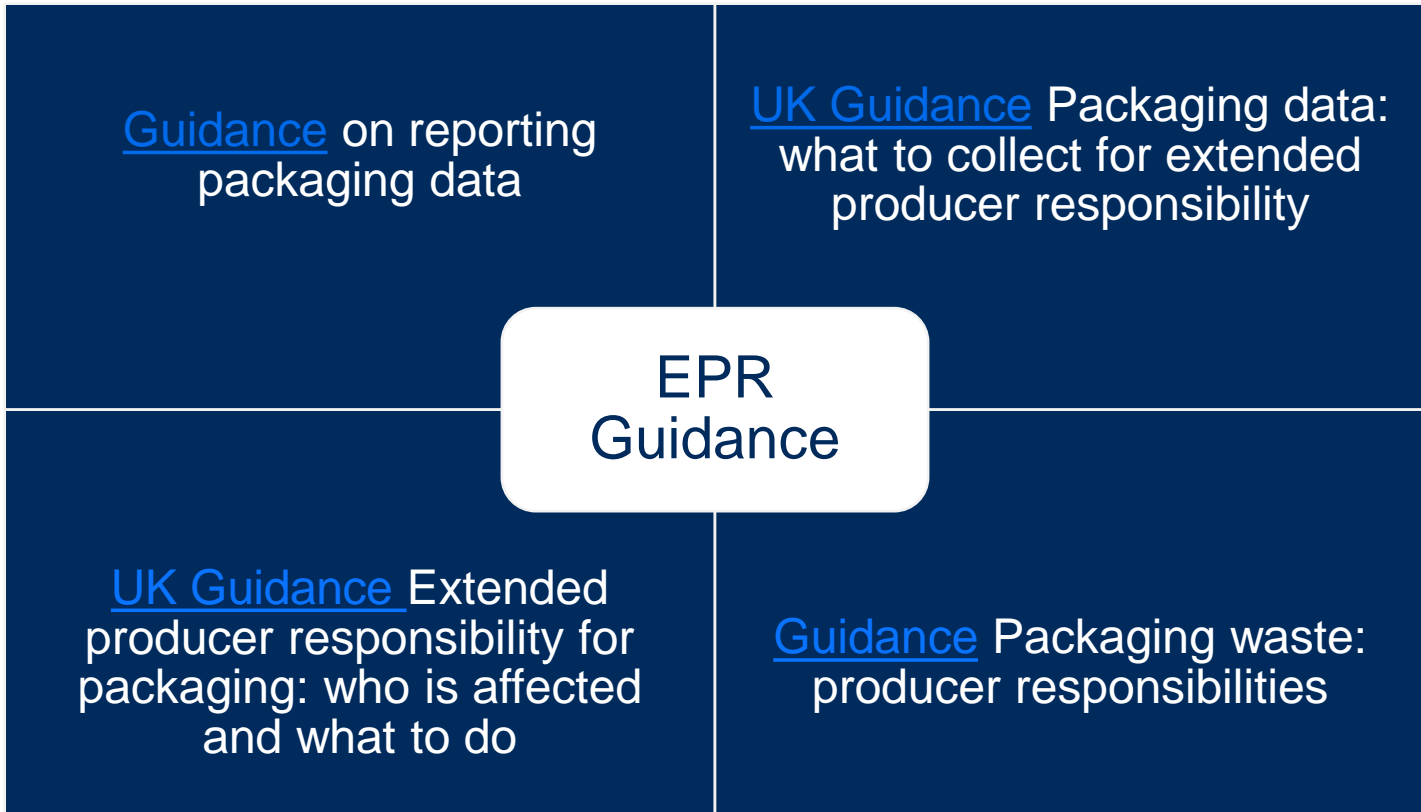 Guidance on reporting
packaging data
UK Guidance Packaging data:
what to collect for extended
producer responsibility
EPR
Guidance
UK Guidance Extended
producer responsibility for
packaging: who is affected
and what to do
Guidance Packaging waste:
producer responsibilities